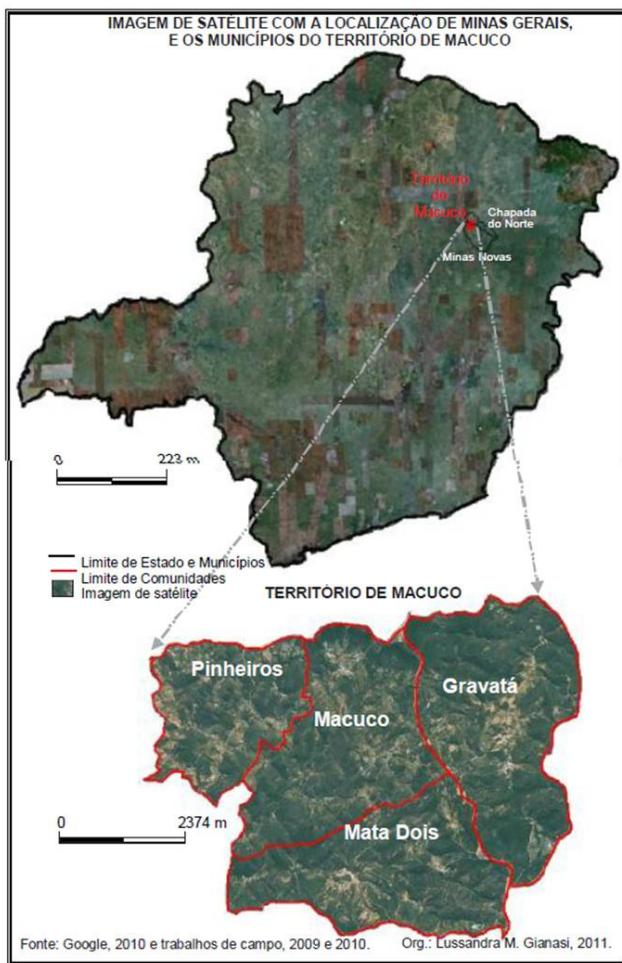 IMAGEM DE SATÉLITE COM A LOCALIZAÇÃO DE MINAS GERAIS,
E OS MUNICÍPIOS DO TERRITÓRIO DE MACUCO
Território
de
Macuco
Chapada
do Norte
Minas Novas
0 223 m
Limite de Estado e Municípios
Limite de Comunidades
Imagem de satélite
TERRITÓRIO DE MACUCO
Pinheiros
Gravatá
Macuco
0 2374 m
Mata Dois
Fonte: Google, 2010 e trabalhos de campo, 2009 e 2010. Org.: Lussandra M. Gianasi, 2011.